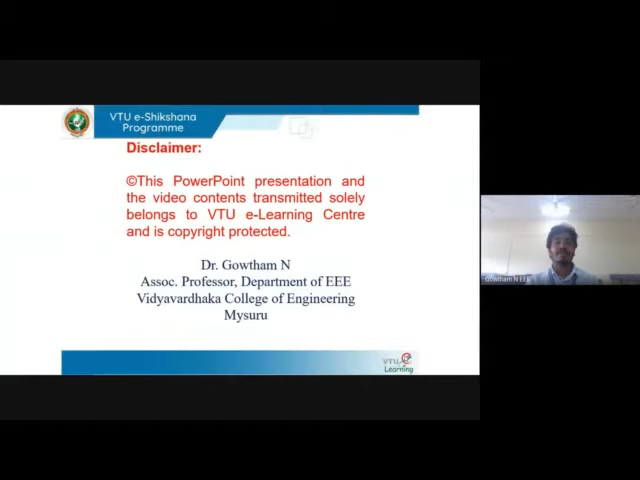 VTU e-Shikshana
Programme
Disclaimer:
©This PowerPoint presentation and
the video contents transmitted solely
belongs to VTU e-Learning Centre
and is copyright protected.
Dr. Gowtham N
Assoc. Professor, Department of EEE
Vidyavardhaka College of Engineering
Mysuru
VTU e
Learning
Gowtham N EEE